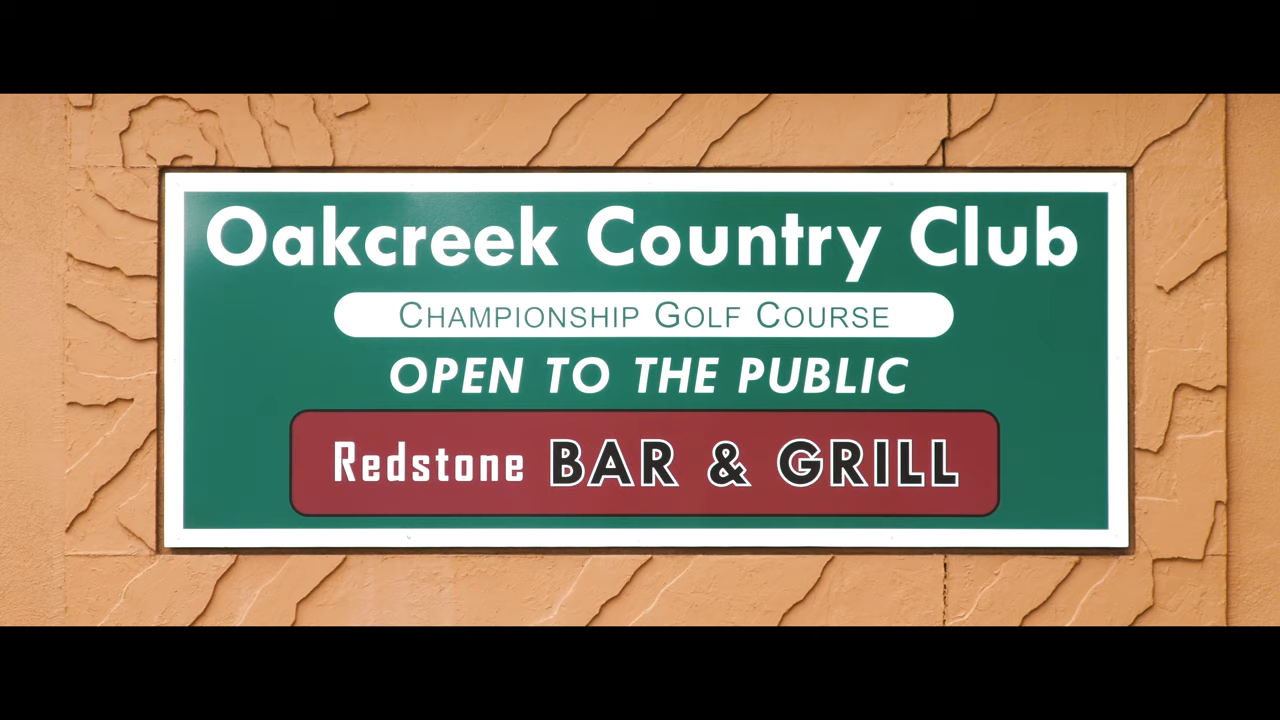 Oakcreek Country Club
CHAMPIONSHIP GOLF COURSE
OPEN TO THE PUBLIC
Redstone BAR & GRILL